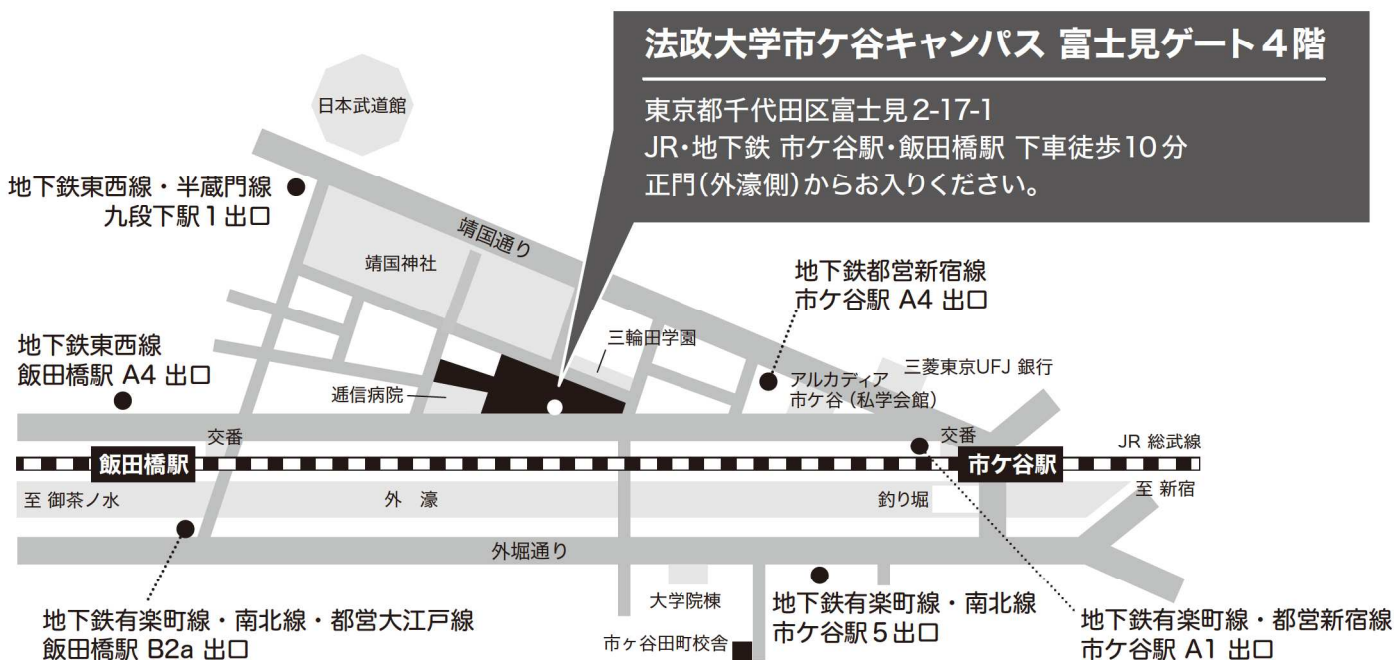 法政大学市ケ谷キャンパス 富士見ゲート4階
東京都千代田区富士見2-17-1
JR・地下鉄 市ケ谷駅・飯田橋駅 下車徒歩10分
正門(外濠側)からお入りください。
日本武道館
地下鉄東西線・半蔵門線
九段下駅1出口
靖国通り
靖国神社
地下鉄都営新宿線
市ケ谷駅 A4 出口
三輪田学園
地下鉄東西線
飯田橋駅 A4 出口
三菱東京UFJ 銀行
アルカディア
市ケ谷(私学会館)
逓信病院
交番
交番
JR 総武線
飯田橋駅
市ケ谷駅
至 御茶ノ水
外 濠
釣り堀
至 新宿
外堀通り
大学院棟
地下鉄有楽町線・南北線
市ケ谷駅5出口
地下鉄有楽町線・南北線・都営大江戸線
飯田橋駅 B2a 出口
市ヶ谷田町校舎
地下鉄有楽町線・都営新宿線
市ケ谷駅 A1 出口